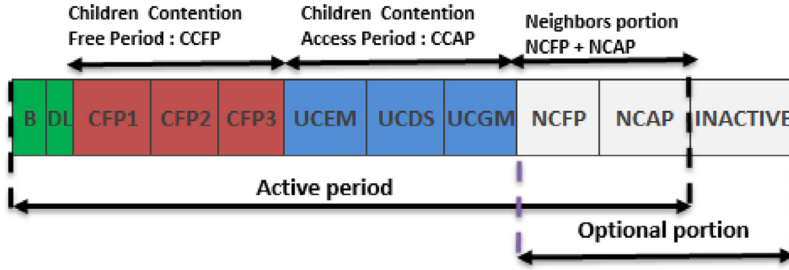 Children Contention
Free Period : CCFP
Children Contention
Access Period : CCAP
Neighbors portion
NCFP + NCAP
B DL CFP1 CFP2 CFP3 UCEM UCDS UCGM NCFP NCAP INACTIVE
Active period
Optional portion